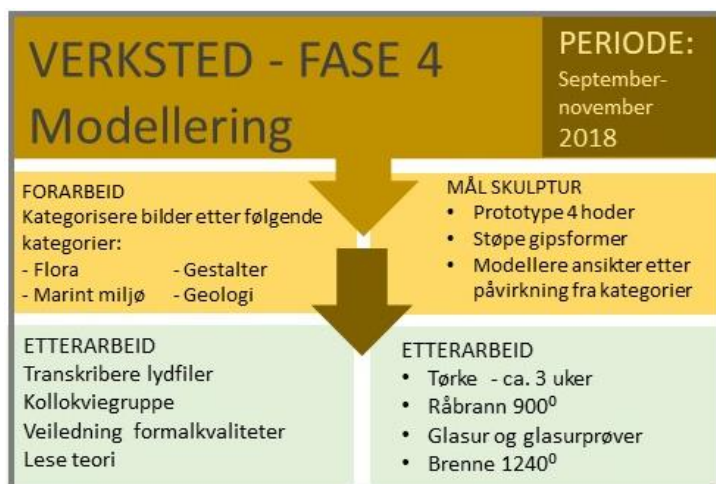 VERKSTED - FASE 4
Modellering
PERIODE:
September-
november
2018
FORARBEID
Kategorisere bilder etter følgende
kategorier:
- Flora - Gestalter
- Marint miljø - Geologi
MÅL SKULPTUR
• Prototype 4 hoder
• Støpe gipsformer
• Modellere ansikter etter
påvirkning fra kategorier
ETTERARBEID
Transkribere lydfiler
Kollokviegruppe
Veiledning formalkvaliteter
Lese teori
ETTERARBEID
• Tørke - ca. 3 uker
• Råbrann 900⁰
• Glasur og glasurprøver
• Brenne 1240⁰